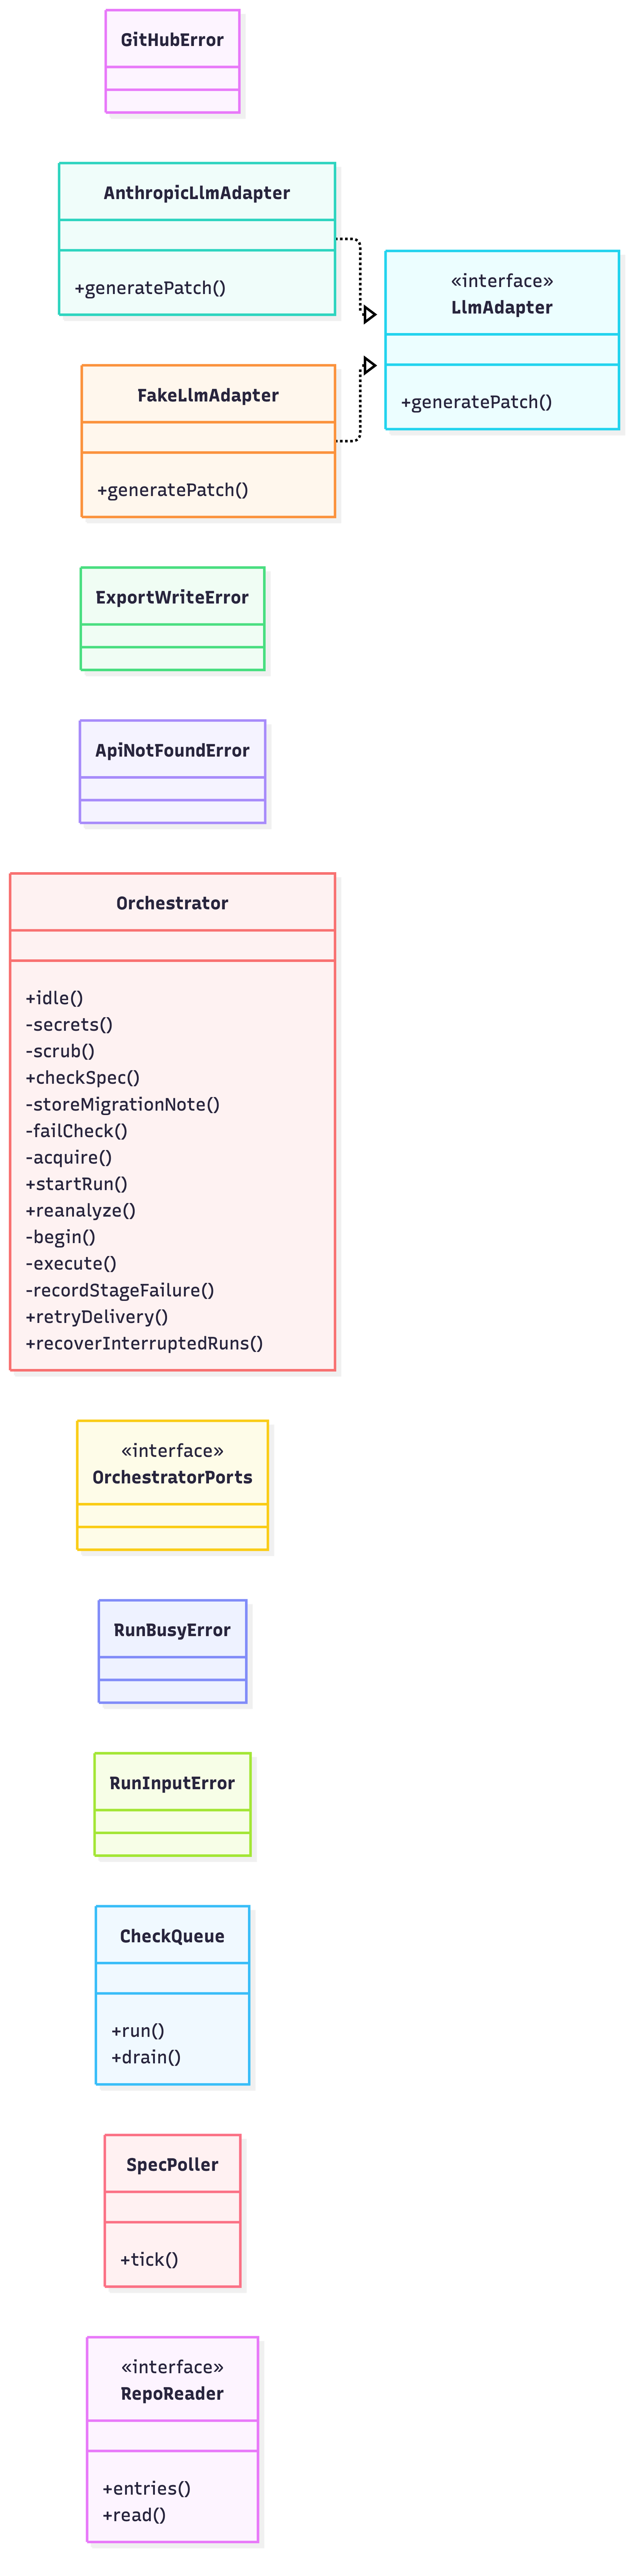 GitHubError
AnthropicLlmAdapter
+generatePatch()
«interface»
LlmAdapter
+generatePatch()
FakeLlmAdapter
+generatePatch()
ExportWriteError
ApiNotFoundError
Orchestrator
+idle()
-secrets()
-scrub()
+checkSpec()
-storeMigrationNote()
-failCheck()
-acquire()
+startRun()
+reanalyze()
-begin()
-execute()
-recordStageFailure()
+retryDelivery()
+recoverInterruptedRuns()
«interface»
OrchestratorPorts
RunBusyError
RunInputError
CheckQueue
+run()
+drain()
SpecPoller
+tick()
«interface»
RepoReader
+entries()
+read()